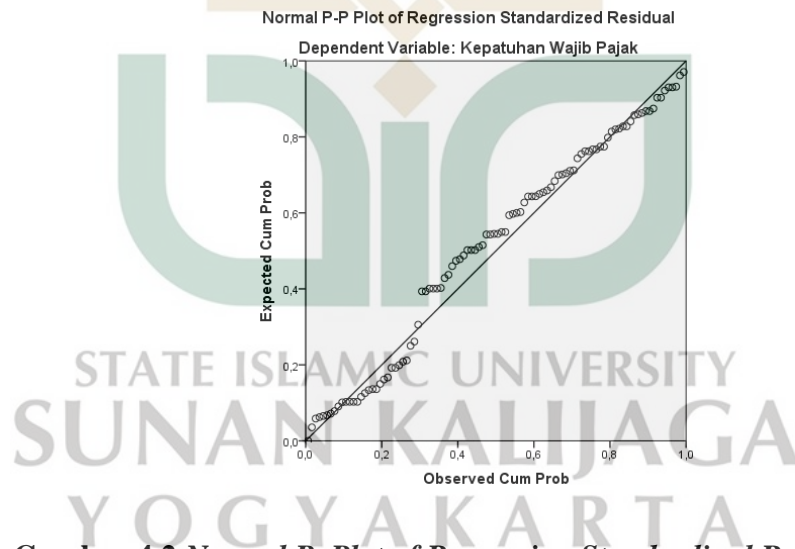 Normal P-P Plot of Regression Standardized Residual
Dependent Variable: Kepatuhan Wajib Pajak
1,0
0,8
0,6
0,4
0,2
0,0
Expected Cum Prob
0,0 0,2 0,4 0,6 0,8 1,0
Observed Cum Prob
STATE ISLAMIC UNIVERSITY
SUNAN KALIJAGA
YOGYAKARTA